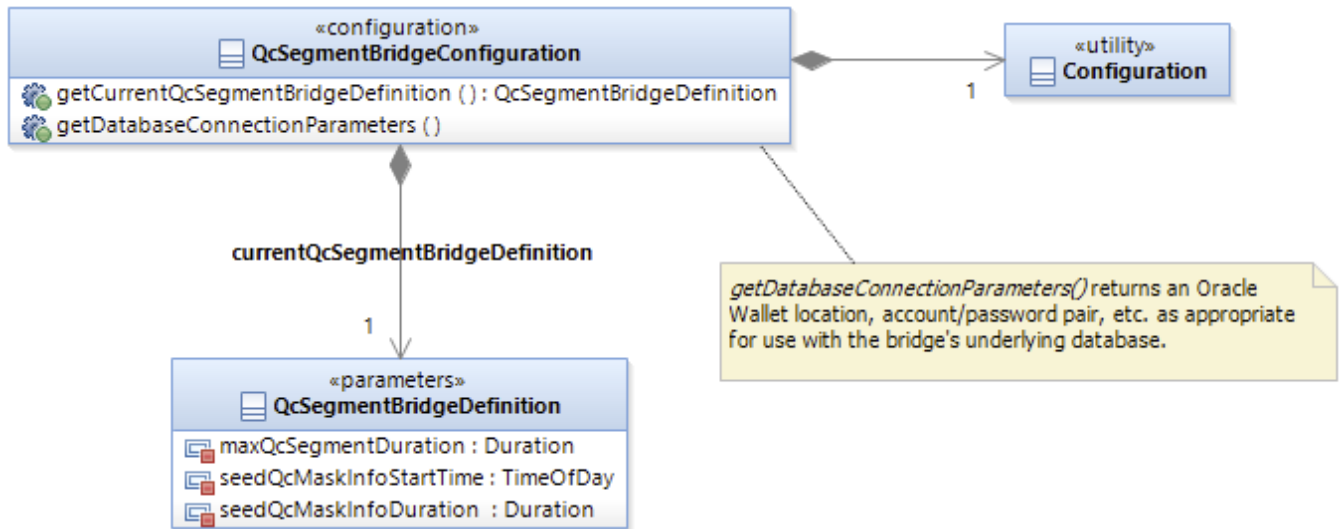 «configuration»
QcSegmentBridgeConfiguration
getCurrentQcSegmentBridgeDefinition ( ) : QcSegmentBridgeDefinition
getDatabaseConnectionParameters ( )
«utility»
Configuration
1
currentQcSegmentBridgeDefinition
1
getDatabaseConnectionParameters() returns an Oracle
Wallet location, account/password pair, etc. as appropriate
for use with the bridge's underlying database.
«parameters»
QcSegmentBridgeDefinition
maxQcSegmentDuration : Duration
seedQcMaskInfoStartTime : TimeOfDay
seedQcMaskInfoDuration : Duration